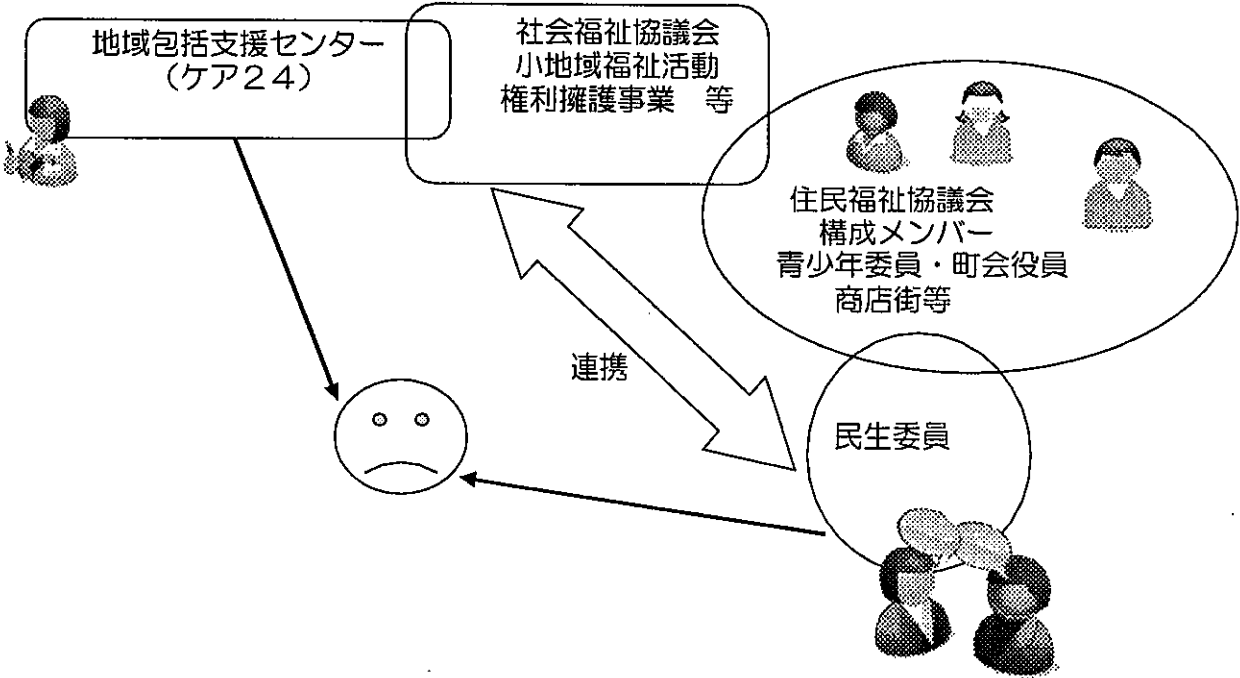 地域包括支援センター
（ケア２４）
社会福祉協議会
小地域福祉活動
権利擁護事業　等
住民福祉協議会
構成メンバー
青少年委員・町会役員
商店街等
連携
民生委員